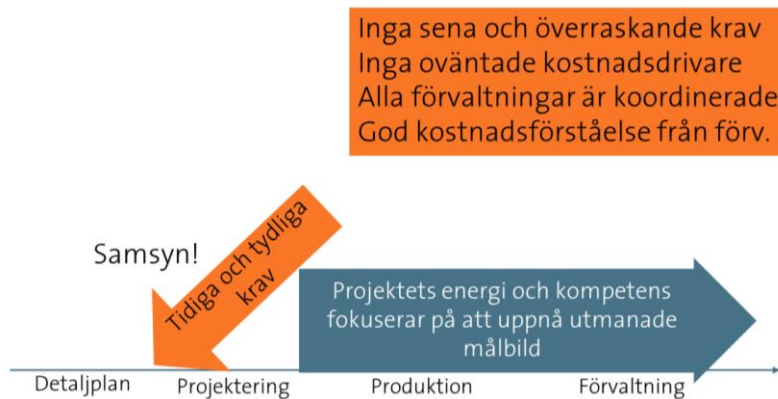 Inga sena och överraskande krav
Inga oväntade kostnadsdrivare
Alla förvaltningar är koordinerade
God kostnadsförståelse från förv.
Samsyn!
Tidiga och tydliga
krav
Projektets energi och kompetens
fokuserar på att uppnå utmanade
målbild
Detaljplan
Projektering
Produktion
Förvaltning